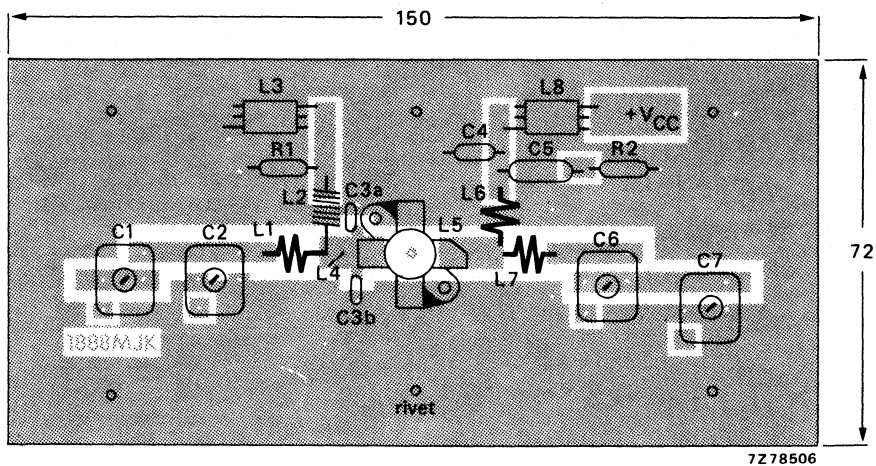 150
L3
L8
+VCC
C4
R1
C5
R2
L2
C3a
L6
C1
C2
L1
L5
C6
72
L4
L7
C7
C3b
1888MJK
rivet
7Z78506